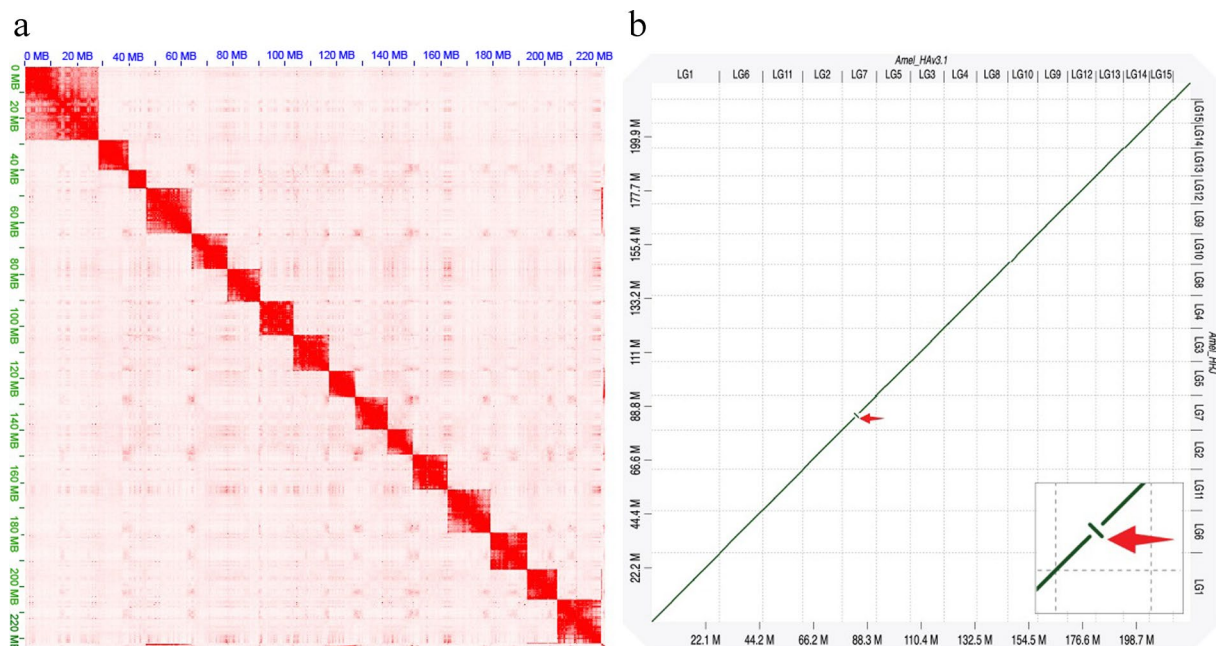 a
b
0 MB 20 MB 40 MB 60 MB 80 MB 100 MB 120 MB 140 MB 160 MB 180 MB 200 MB 220 MB
0 MB
20 MB
40 MB
60 MB
80 MB
100 MB
120 MB
140 MB
160 MB
180 MB
200 MB
220 MB
Amel_HAv3.1
LG1 LG6 LG11 LG2 LG7 LG5 LG3 LG4 LG8 LG10 LG9 LG12 LG13 LG14 LG15
199.9 M
177.7 M
155.4 M
133.2 M
111 M
88.8 M
66.6 M
44.4 M
22.2 M
LG15
LG14
LG13
LG12
LG9
LG10
LG8
LG4
LG3
LG5
LG7
LG2
LG11
LG6
LG1
22.1 M 44.2 M 66.2 M 88.3 M 110.4 M 132.5 M 154.5 M 176.6 M 198.7 M